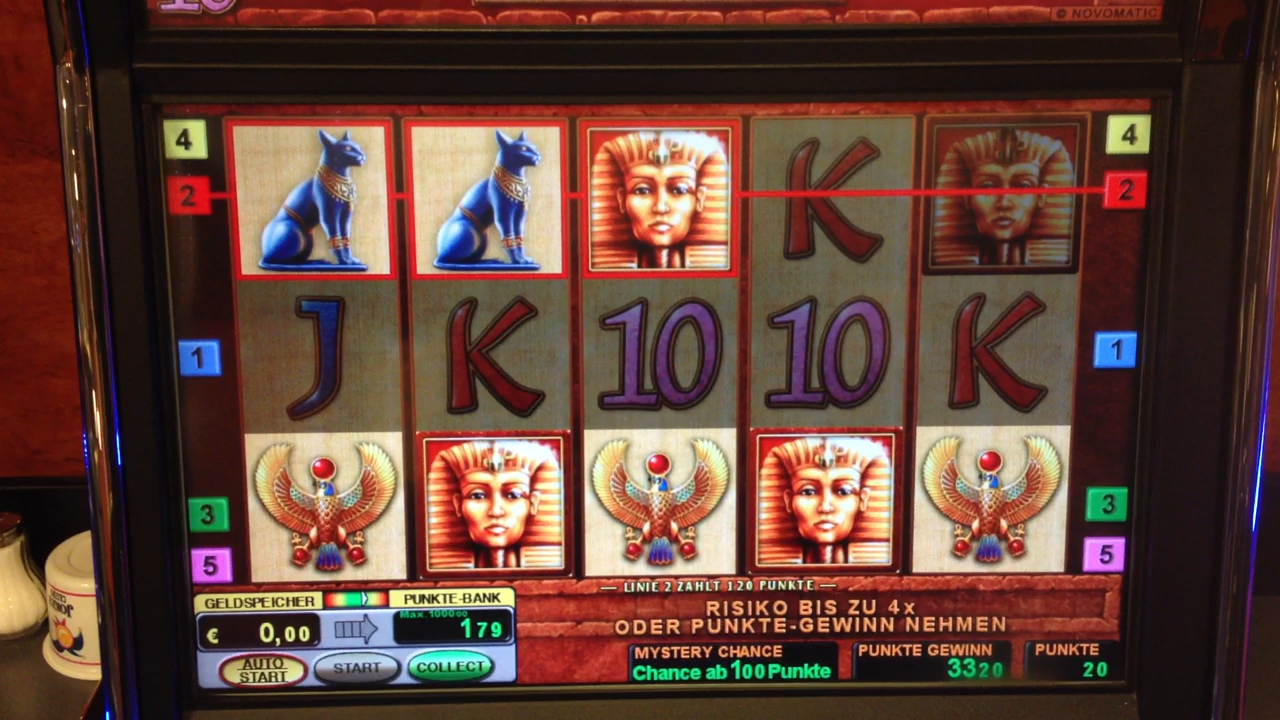 10
© NOVOMATIC
4
4
2
K
2
J K 10 10 K
1
1
3
3
5
5
LINIE 2 ZAHLT 120 PUNKTE
GELDSPEICHER
PUNKTE-BANK
RISIKO BIS ZU 4x
Max. 100000
€ 0,00
179
ODER PUNKTE-GEWINN NEHMEN
MYSTERY CHANCE
PUNKTE GEWINN
PUNKTE
Chance ab 100 Punkte
3320
20
AUTO
START
START
COLLECT